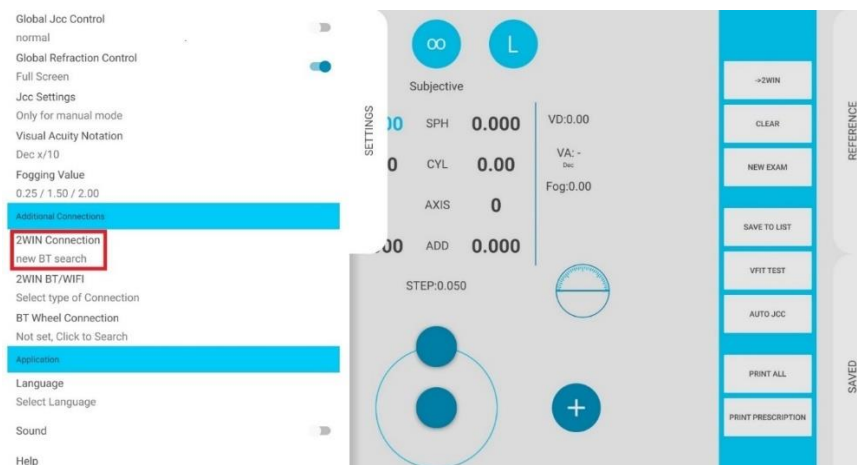 Global Jcc Control
normal
Global Refraction Control
Full Screen
Jcc Settings
Only for manual mode
Visual Acuity Notation
Dec x/10
Fogging Value
0.25 / 1.50 / 2.00
Additional Connections
2WIN Connection
new BT search
2WIN BT/WIFI
Select type of Connection
BT Wheel Connection
Not set, Click to Search
Application
Language
Select Language
Sound
Help
SETTINGS
∞ L
Subjective
00 SPH 0.000
0 CYL 0.00
AXIS 0
00 ADD 0.000
VD:0.00
VA: -
Dec
Fog:0.00
STEP:0.050
+
->2WIN
CLEAR
NEW EXAM
SAVE TO LIST
VFIT TEST
AUTO JCC
PRINT ALL
PRINT PRESCRIPTION
REFERENCE
SAVED